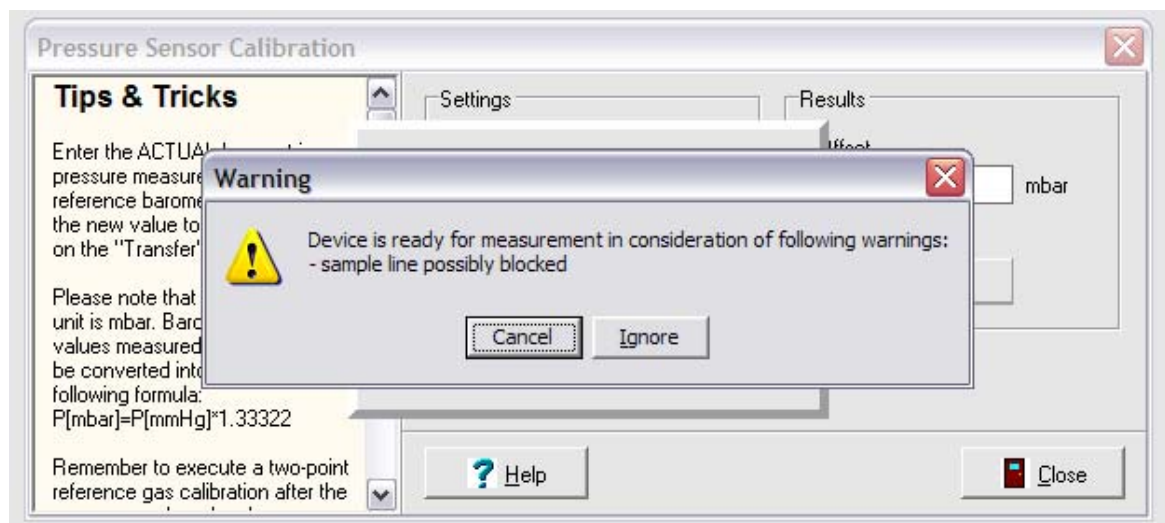 Pressure Sensor Calibration
Tips & Tricks
Enter the ACTUAL
pressure measure
reference barome
the new value to
on the "Transfer"
Please note that
unit is mbar. Baro
values measured
be converted into
following formula:
P[mbar]=P[mmHg]*1.33322
Remember to execute a two-point
reference gas calibration after the
Settings
Results
mbar
Warning
Device is ready for measurement in consideration of following warnings:
- sample line possibly blocked
Cancel
Ignore
Help
Close